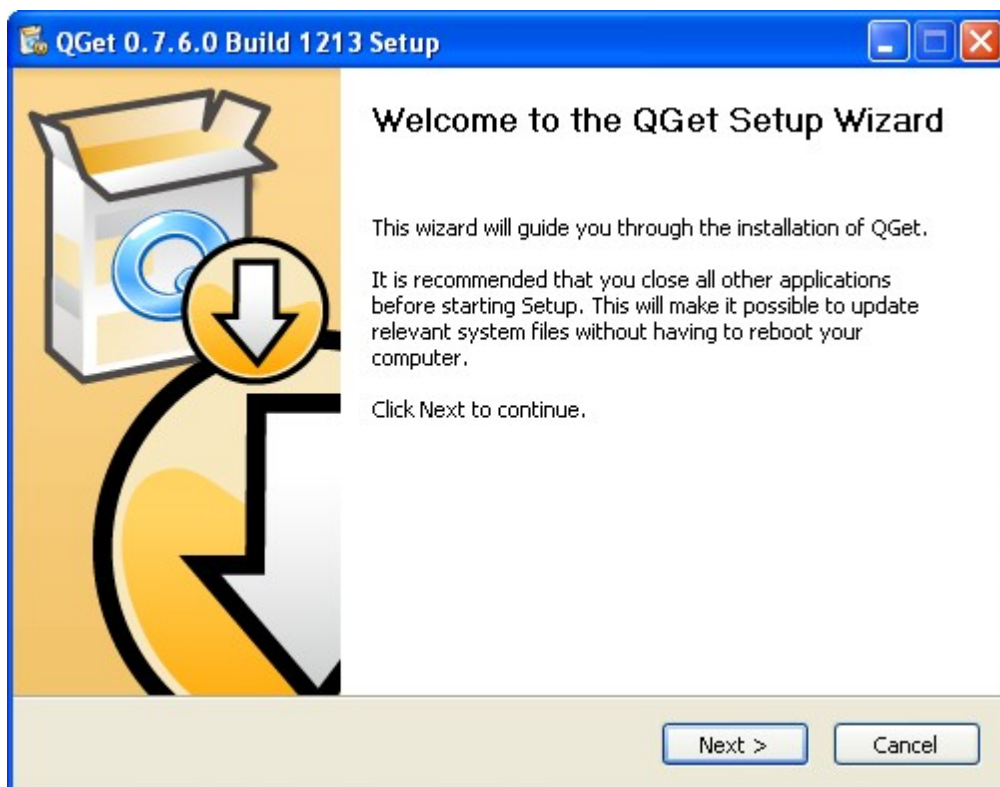 QGet 0.7.6.0 Build 1213 Setup
Welcome to the QGet Setup Wizard
This wizard will guide you through the installation of QGet.
It is recommended that you close all other applications
before starting Setup. This will make it possible to update
relevant system files without having to reboot your
computer.
Click Next to continue.
Q
Next >
Cancel